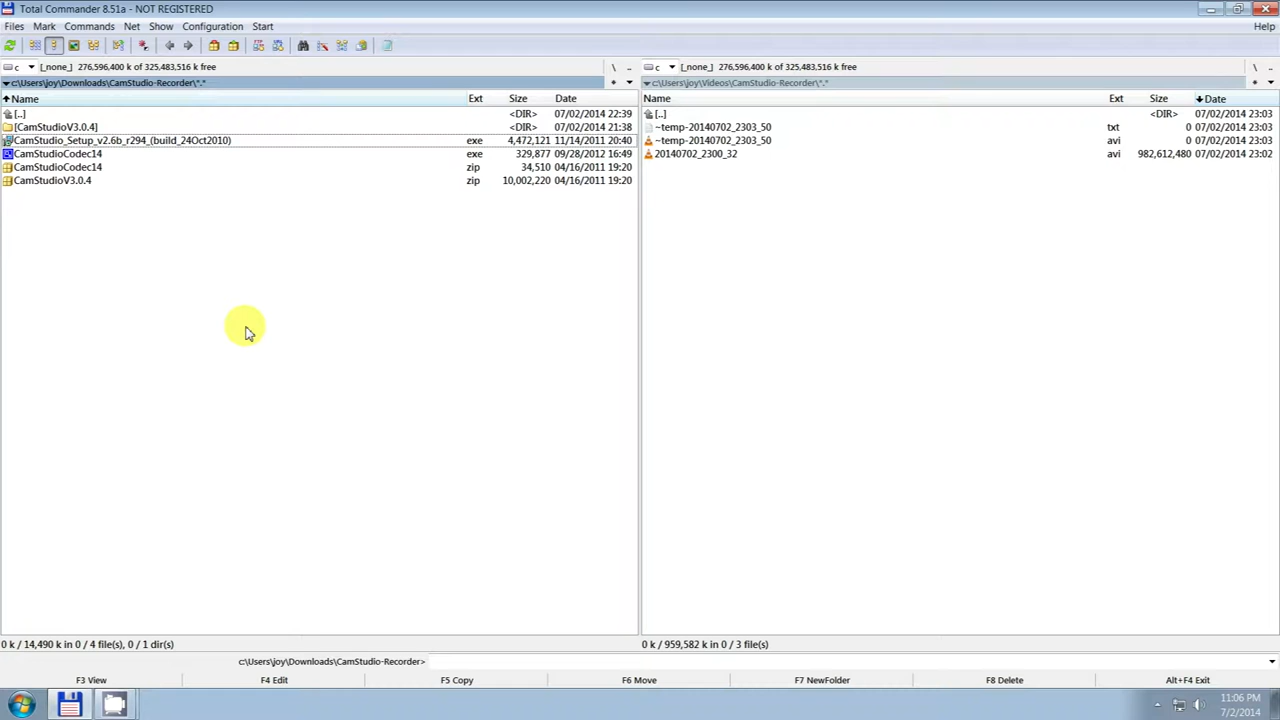 Total Commander 8.51a - NOT REGISTERED
Files Mark Commands Net Show Configuration Start Help
c [_none_] 276,596,400 k of 325,483,516 k free \ ..
c:\Users\joy\Downloads\CamStudio-Recorder\*.* * 
Name Ext Size Date
[..] <DIR> 07/02/2014 22:39
[CamStudioV3.0.4] <DIR> 07/02/2014 21:38
CamStudio_Setup_v2.6b_r294_(build_24Oct2010) exe 4,472,121 11/14/2011 20:40
CamStudioCodec14 exe 329,877 09/28/2012 16:49
CamStudioCodec14 zip 34,510 04/16/2011 19:20
CamStudioV3.0.4 zip 10,002,220 04/16/2011 19:20
0 k / 14,490 k in 0 / 4 file(s), 0 / 1 dir(s)
c [_none_] 276,596,400 k of 325,483,516 k free \ ..
c:\Users\joy\Videos\CamStudio-Recorder\*.* *
Name Ext Size Date
[..] <DIR> 07/02/2014 23:03
~temp-20140702_2303_50 txt 0 07/02/2014 23:03
~temp-20140702_2303_50 avi 0 07/02/2014 23:03
20140702_2300_32 avi 982,612,480 07/02/2014 23:02
0 k / 959,582 k in 0 / 3 file(s)
c:\Users\joy\Downloads\CamStudio-Recorder>
F3 View F4 Edit F5 Copy F6 Move F7 NewFolder F8 Delete Alt+F4 Exit
11:06 PM
7/2/2014